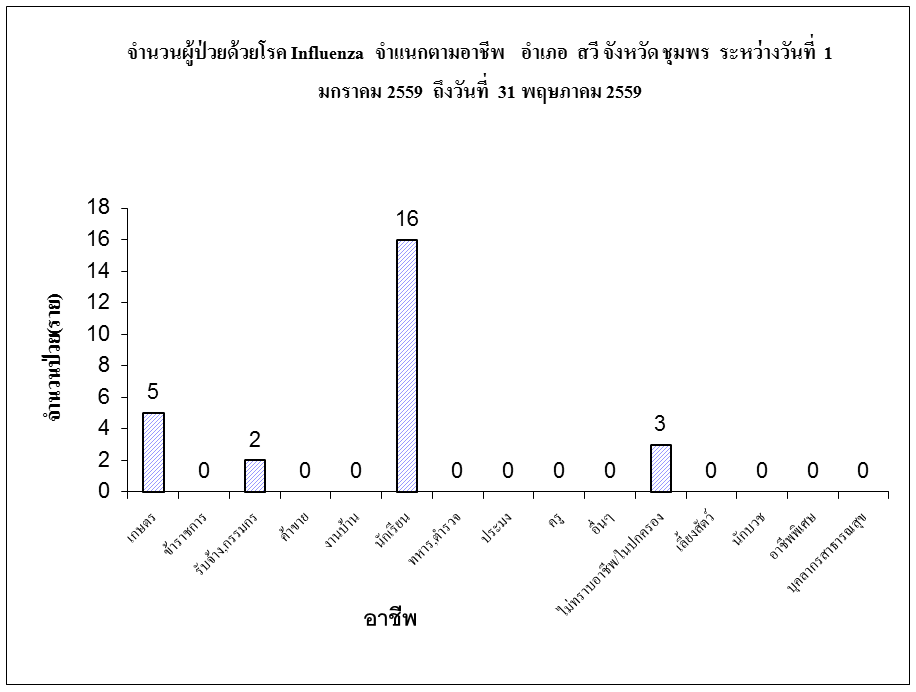 จำนวนผู้ป่วยด้วยโรค Influenza จำแนกตามอาชีพ อำเภอ สวี จังหวัด ชุมพร ระหว่างวันที่ 1
มกราคม 2559 ถึงวันที่ 31 พฤษภาคม 2559
จำนวนป่วย(ราย)
18
16
14
12
10
8
6
4
2
0
5
0
2
0
0
16
0
0
0
0
3
0
0
0
0
เกษตร
ข้าราชการ
รับจ้าง,กรรมกร
ค้าขาย
งานบ้าน
นักเรียน
ทหาร,ตำรวจ
ประมง
ครู
อื่นๆ
ไม่ทราบอาชีพ/ในปกครอง
เลี้ยงสัตว์
นักบวช
อาชีพพิเศษ
บุคลากรสาธารณสุข
อาชีพ